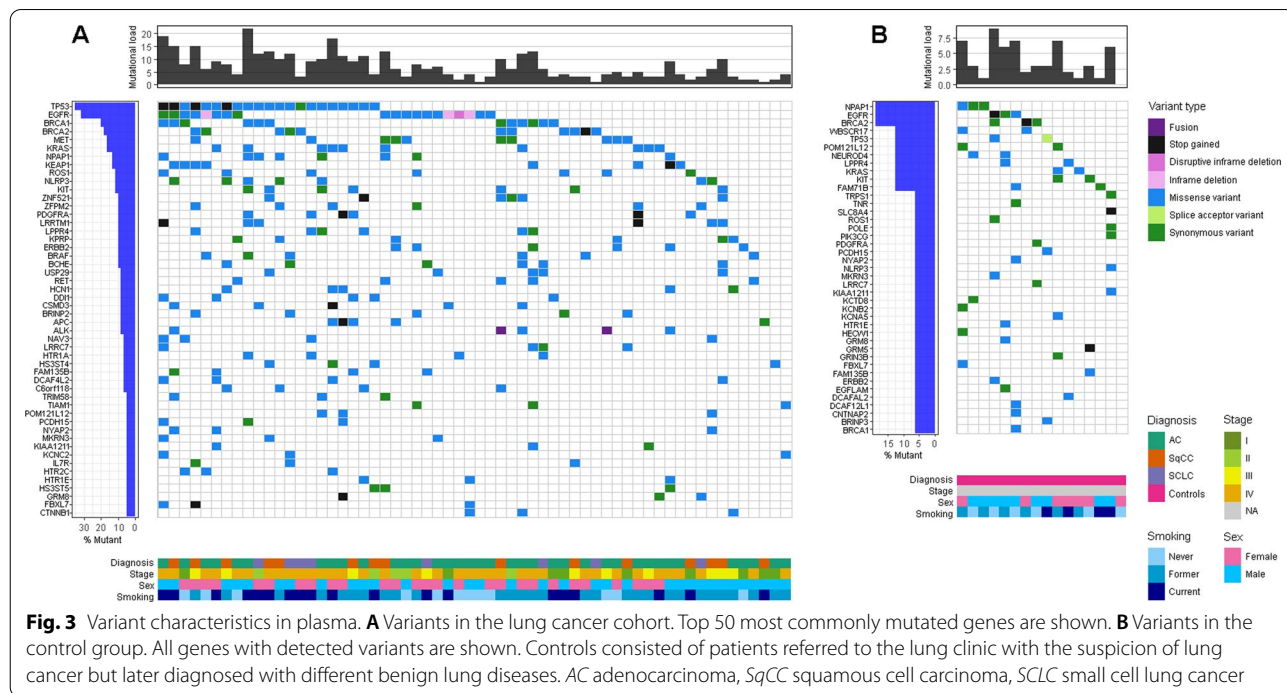 A
Mutational load
20
15
10
5
0
TP53
EGFR
BRCA1
BRCA2
MET
KRAS
NPAP1
KEAP1
ROS1
NLRP3
KIT
ZNF521
ZFPM2
PDGFRA
LRRTM1
LPPR4
KPRP
ERBB2
BRAF
BCHE
USP29
RET
HCN1
DDI1
CSMD3
BRINP2
APC
ALK
NAV3
LRRC7
HTR1A
HS3ST4
FAM135B
DCAF4L2
C6orf118
TRIM58
TIAM1
POM121L12
PCDH15
NYAP2
MKRN3
KIAA1211
KCNC2
IL7R
HTR2C
HTR1E
HS3ST5
GRM8
FBXL7
CTNNB1
30 20 10 0
% Mutant
Diagnosis
Stage
Sex
Smoking
B
Mutational load
7.5
5.0
2.5
0.0
NPAP1
EGFR
BRCA2
WBSCR17
TP53
POM121L12
NEUROD4
LPPR4
KRAS
KIT
FAM71B
TRPS1
TNR
SLC8A4
ROS1
POLE
PIK3CG
PDGFRA
PCDH15
NYAP2
NLRP3
MKRN3
LRRC7
KIAA1211
KCTD8
KCNB2
KCNA5
HTR1E
HECW1
GRM8
GRM5
GRIN3B
FBXL7
FAM135B
ERBB2
EGFLAM
DCAFAL2
DCAF12L1
CNTNAP2
BRINP3
BRCA1
15 10 5 0
% Mutant
Diagnosis
Stage
Sex
Smoking
Variant type
Fusion
Stop gained
Disruptive inframe deletion
Inframe deletion
Missense variant
Splice acceptor variant
Synonymous variant
Diagnosis
AC
SqCC
SCLC
Controls
Stage
I
II
III
IV
NA
Smoking
Never
Former
Current
Sex
Female
Male
Fig. 3 Variant characteristics in plasma. A Variants in the lung cancer cohort. Top 50 most commonly mutated genes are shown. B Variants in the
control group. All genes with detected variants are shown. Controls consisted of patients referred to the lung clinic with the suspicion of lung
cancer but later diagnosed with different benign lung diseases. AC adenocarcinoma, SqCC squamous cell carcinoma, SCLC small cell lung cancer